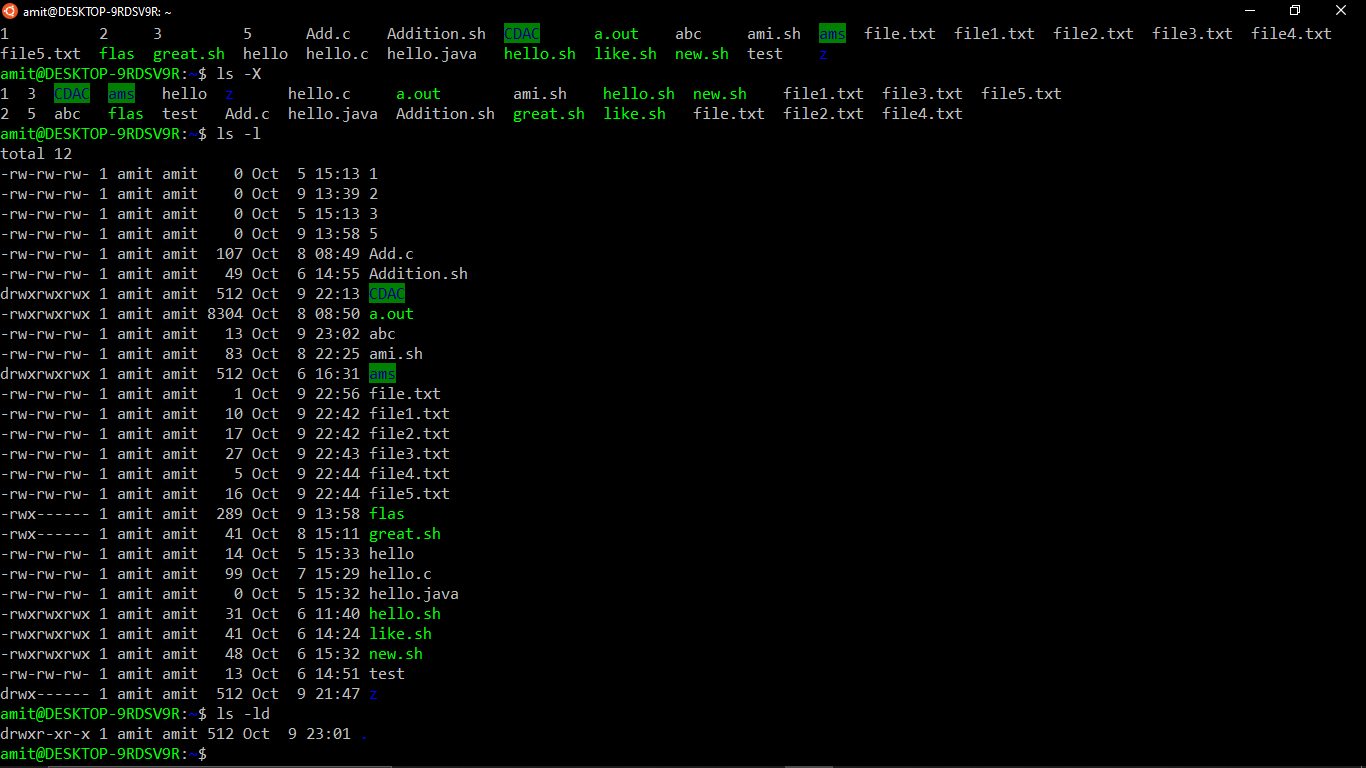 amit@DESKTOP-9RDSV9R: ~
1          2     3         5      Add.c    Addition.sh  CDAC      a.out    abc     ami.sh  ams  file.txt  file1.txt  file2.txt  file3.txt  file4.txt
file5.txt  flas  great.sh  hello  hello.c  hello.java   hello.sh  like.sh  new.sh  test    z
amit@DESKTOP-9RDSV9R:~$ ls -X
1  3  CDAC  ams   hello  z      hello.c     a.out        ami.sh    hello.sh  new.sh    file1.txt  file3.txt  file5.txt
2  5  abc   flas  test   Add.c  hello.java  Addition.sh  great.sh  like.sh   file.txt  file2.txt  file4.txt
amit@DESKTOP-9RDSV9R:~$ ls -l
total 12
-rw-rw-rw- 1 amit amit    0 Oct  5 15:13 1
-rw-rw-rw- 1 amit amit    0 Oct  9 13:39 2
-rw-rw-rw- 1 amit amit    0 Oct  5 15:13 3
-rw-rw-rw- 1 amit amit    0 Oct  9 13:58 5
-rw-rw-rw- 1 amit amit  107 Oct  8 08:49 Add.c
-rw-rw-rw- 1 amit amit   49 Oct  6 14:55 Addition.sh
drwxrwxrwx 1 amit amit  512 Oct  9 22:13 CDAC
-rwxrwxrwx 1 amit amit 8304 Oct  8 08:50 a.out
-rw-rw-rw- 1 amit amit   13 Oct  9 23:02 abc
-rw-rw-rw- 1 amit amit   83 Oct  8 22:25 ami.sh
drwxrwxrwx 1 amit amit  512 Oct  6 16:31 ams
-rw-rw-rw- 1 amit amit    1 Oct  9 22:56 file.txt
-rw-rw-rw- 1 amit amit   10 Oct  9 22:42 file1.txt
-rw-rw-rw- 1 amit amit   17 Oct  9 22:42 file2.txt
-rw-rw-rw- 1 amit amit   27 Oct  9 22:43 file3.txt
-rw-rw-rw- 1 amit amit    5 Oct  9 22:44 file4.txt
-rw-rw-rw- 1 amit amit   16 Oct  9 22:44 file5.txt
-rwx------ 1 amit amit  289 Oct  9 13:58 flas
-rwx------ 1 amit amit   41 Oct  8 15:11 great.sh
-rw-rw-rw- 1 amit amit   14 Oct  5 15:33 hello
-rw-rw-rw- 1 amit amit   99 Oct  7 15:29 hello.c
-rw-rw-rw- 1 amit amit    0 Oct  5 15:32 hello.java
-rwxrwxrwx 1 amit amit   31 Oct  6 11:40 hello.sh
-rwxrwxrwx 1 amit amit   41 Oct  6 14:24 like.sh
-rwxrwxrwx 1 amit amit   48 Oct  6 15:32 new.sh
-rw-rw-rw- 1 amit amit   13 Oct  6 14:51 test
drwx------ 1 amit amit  512 Oct  9 21:47 z
amit@DESKTOP-9RDSV9R:~$ ls -ld
drwxr-xr-x 1 amit amit 512 Oct  9 23:01 .
amit@DESKTOP-9RDSV9R:~$